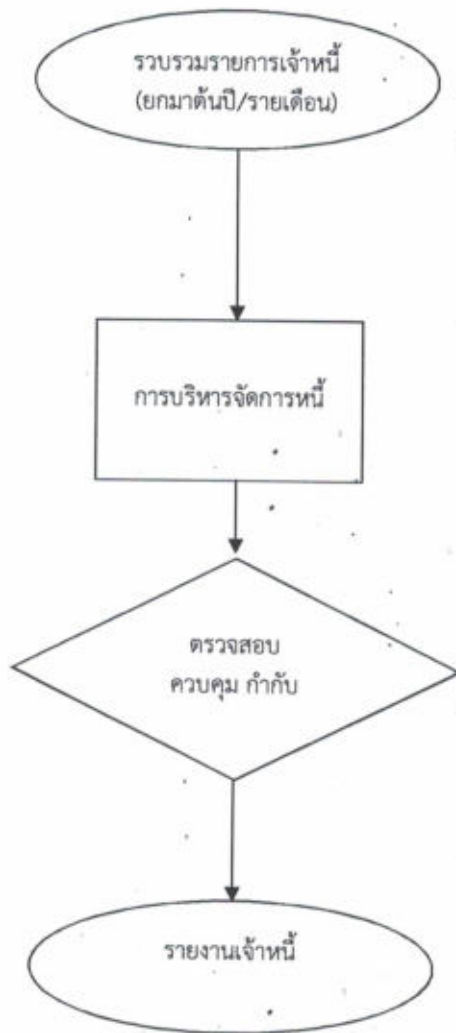 รวบรวมรายการเจ้าหนี้
(ยกมาต้นปี/รายเดือน)
การบริหารจัดการหนี้
ตรวจสอบ
ควบคุม กำกับ
รายงานเจ้าหนี้